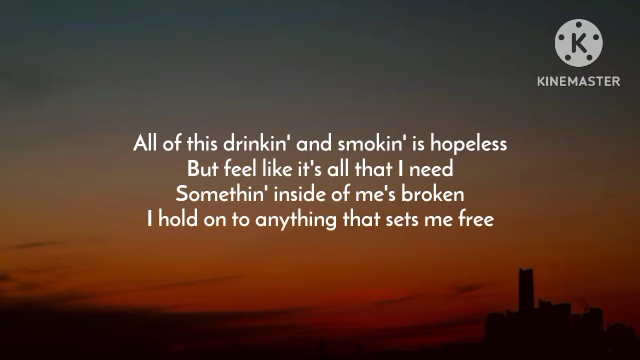 K
KINEMASTER
All of this drinkin' and smokin' is hopeless
But feel like it's all that I need
Somethin' inside of me's broken
I hold on to anything that sets me free